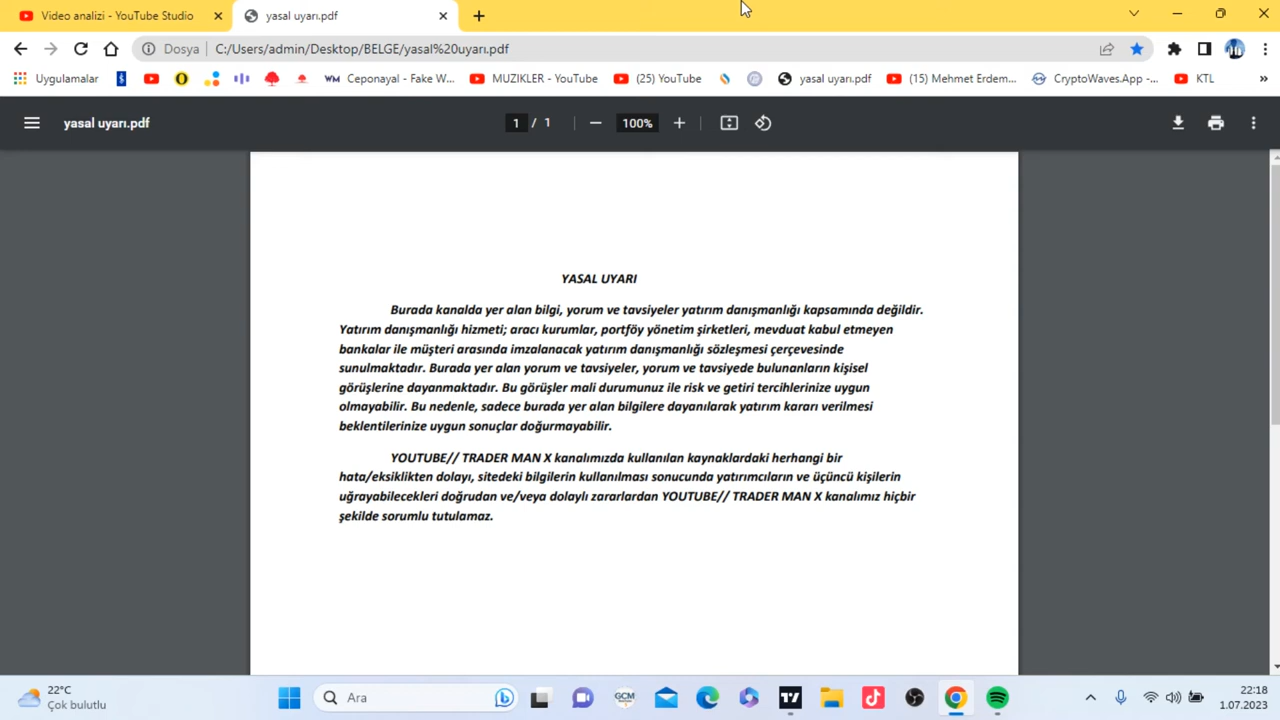 Video analizi - YouTube Studio
yasal uyarı.pdf
Dosya
C:/Users/admin/Desktop/BELGE/yasal%20uyarı.pdf
Uygulamalar
WM Ceponayal - Fake W...
MUZIKLER - YouTube
(25) YouTube
yasal uyarı.pdf
(15) Mehmet Erdem...
CryptoWaves.App -...
KTL
yasal uyarı.pdf
1 / 1
100%
YASAL UYARI
Burada kanalda yer alan bilgi, yorum ve tavsiyeler yatırım danışmanlığı kapsamında değildir.
Yatırım danışmanlığı hizmeti; aracı kurumlar, portföy yönetim şirketleri, mevduat kabul etmeyen
bankalar ile müşteri arasında imzalanacak yatırım danışmanlığı sözleşmesi çerçevesinde
sunulmaktadır. Burada yer alan yorum ve tavsiyeler, yorum ve tavsiyede bulunanların kişisel
görüşlerine dayanmaktadır. Bu görüşler mali durumunuz ile risk ve getiri tercihlerinize uygun
olmayabilir. Bu nedenle, sadece burada yer alan bilgilere dayanılarak yatırım kararı verilmesi
beklentilerinize uygun sonuçlar doğurmayabilir.
YOUTUBE// TRADER MAN X kanalımızda kullanılan kaynaklardaki herhangi bir
hata/eksiklikten dolayı, sitedeki bilgilerin kullanılması sonucunda yatırımcıların ve üçüncü kişilerin
uğrayabilecekleri doğrudan ve/veya dolaylı zararlardan YOUTUBE// TRADER MAN X kanalımız hiçbir
şekilde sorumlu tutulamaz.
22°C
Çok bulutlu
Ara
GCM
22:18
1.07.2023